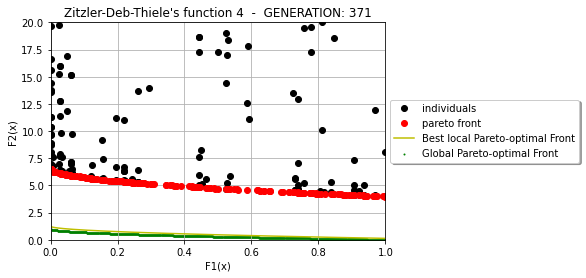 Zitzler-Deb-Thiele's function 4  -  GENERATION: 371
F2(x)
20.0
17.5
15.0
12.5
10.0
7.5
5.0
2.5
0.0
0.0
0.2
0.4
0.6
0.8
1.0
F1(x)
individuals
pareto front
Best local Pareto-optimal Front
Global Pareto-optimal Front